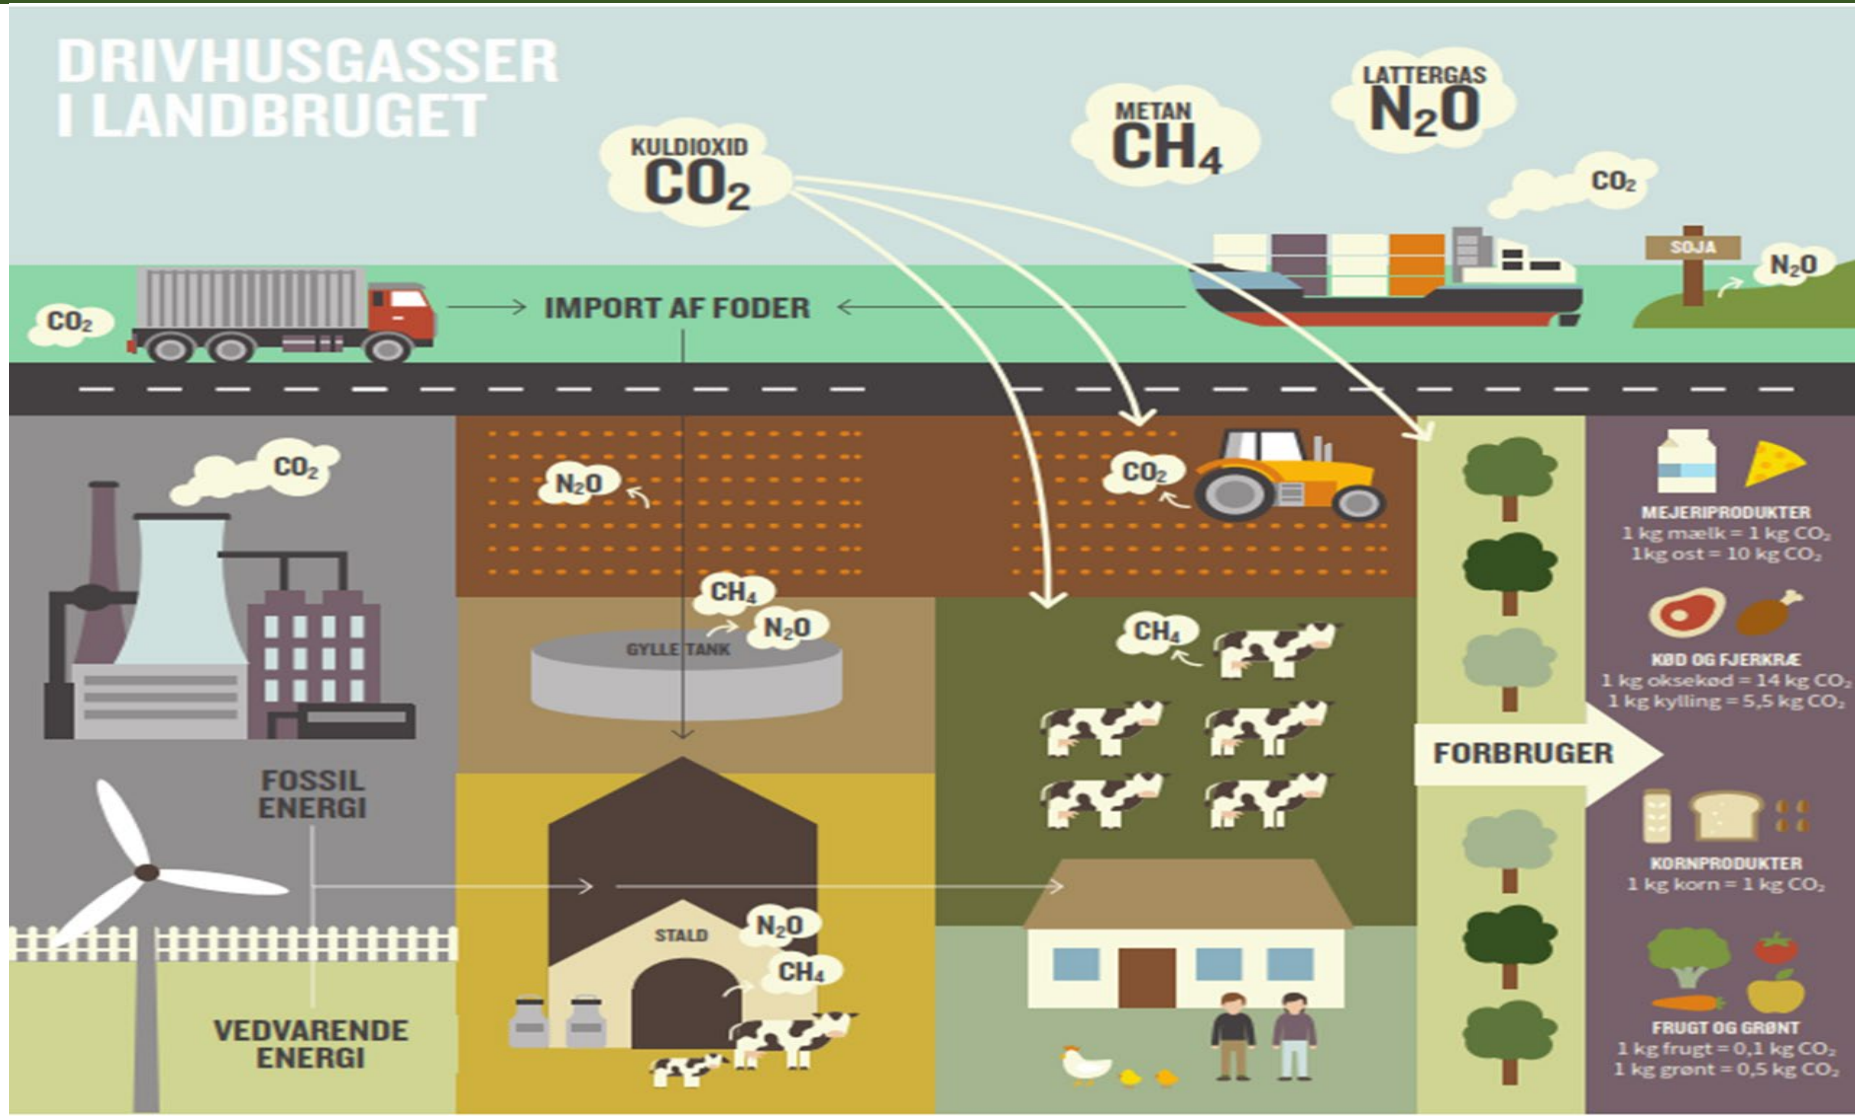 DRIVHUSGASSER
I LANDBRUGET
KULDIOXID
CO₂
METAN
CH₄
LATTERGAS
N₂O
CO₂
SOJA
N₂O
CO₂
IMPORT AF FODER
CO₂
N₂O
CO₂
CH₄
N₂O
GYLLE TANK
CH₄
FOSSIL
ENERGI
VEDVARENDE
ENERGI
STALD
N₂O
CH₄
FORBRUGER
MEJERIPRODUKTER
1 kg mælk = 1 kg CO₂
1kg ost = 10 kg CO₂
KØD OG FJERKRÆ
1 kg oksekød = 14 kg CO₂
1 kg kylling = 5,5 kg CO₂
KORNPRODUKTER
1 kg korn = 1 kg CO₂
FRUGT OG GRØNT
1 kg frugt = 0,1 kg CO₂
1 kg grønt = 0,5 kg CO₂